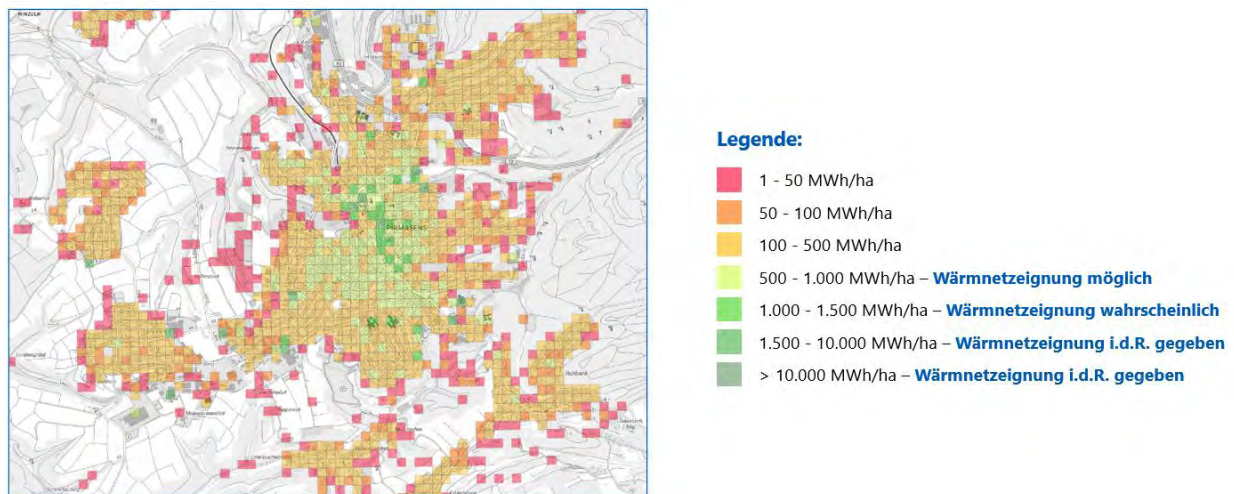 PIRMASENS
Ruhbank
Legende:
1 - 50 MWh/ha
50 - 100 MWh/ha
100 - 500 MWh/ha
500 - 1.000 MWh/ha – Wärmnetzeignung möglich
1.000 - 1.500 MWh/ha – Wärmnetzeignung wahrscheinlich
1.500 - 10.000 MWh/ha – Wärmnetzeignung i.d.R. gegeben
> 10.000 MWh/ha – Wärmnetzeignung i.d.R. gegeben